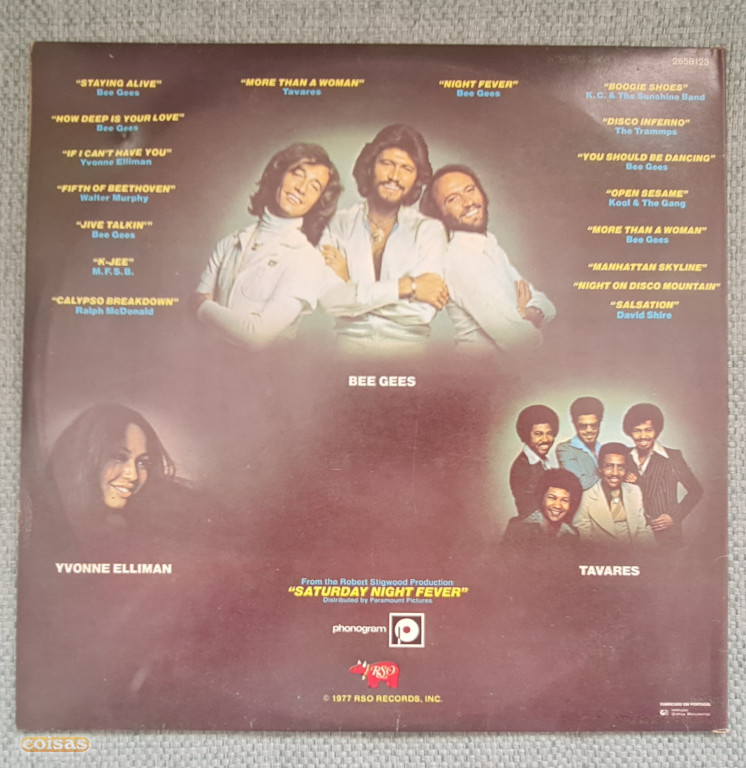 2658123
"STAYING ALIVE"
Bee Gees
"HOW DEEP IS YOUR LOVE"
Bee Gees
"IF I CAN'T HAVE YOU"
Yvonne Elliman
"FIFTH OF BEETHOVEN"
Walter Murphy
"JIVE TALKIN'"
Bee Gees
"K-JEE"
M.F.S.B.
"CALYPSO BREAKDOWN"
Ralph McDonald
"MORE THAN A WOMAN"
Tavares
"NIGHT FEVER"
Bee Gees
"BOOGIE SHOES"
K.C. & The Sunshine Band
"DISCO INFERNO"
The Trammps
"YOU SHOULD BE DANCING"
Bee Gees
"OPEN SESAME"
Kool & The Gang
"MORE THAN A WOMAN"
Bee Gees
"MANHATTAN SKYLINE"
"NIGHT ON DISCO MOUNTAIN"
"SALSATION"
David Shire
BEE GEES
YVONNE ELLIMAN
TAVARES
From the Robert Stigwood Production
"SATURDAY NIGHT FEVER"
Distributed by Paramount Pictures
phonogram
RSO
© 1977 RSO RECORDS, INC.
FABRICADO EM PORTUGAL
coisas